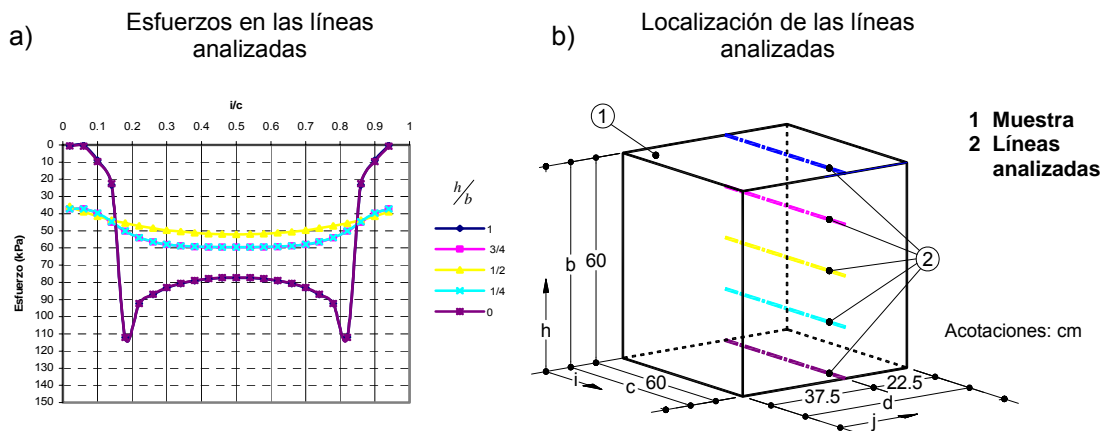 a)
Esfuerzos en las líneas
analizadas
i/c
0 0.1 0.2 0.3 0.4 0.5 0.6 0.7 0.8 0.9 1
Esfuerzo (kPa)
0
10
20
30
40
50
60
70
80
90
100
110
120
130
140
150
h/b
1
3/4
1/2
1/4
0
b)
Localización de las líneas
analizadas
1
1 Muestra
2 Líneas
analizadas
2
b 60
h
i
c
60
37.5
22.5
d
j
Acotaciones: cm